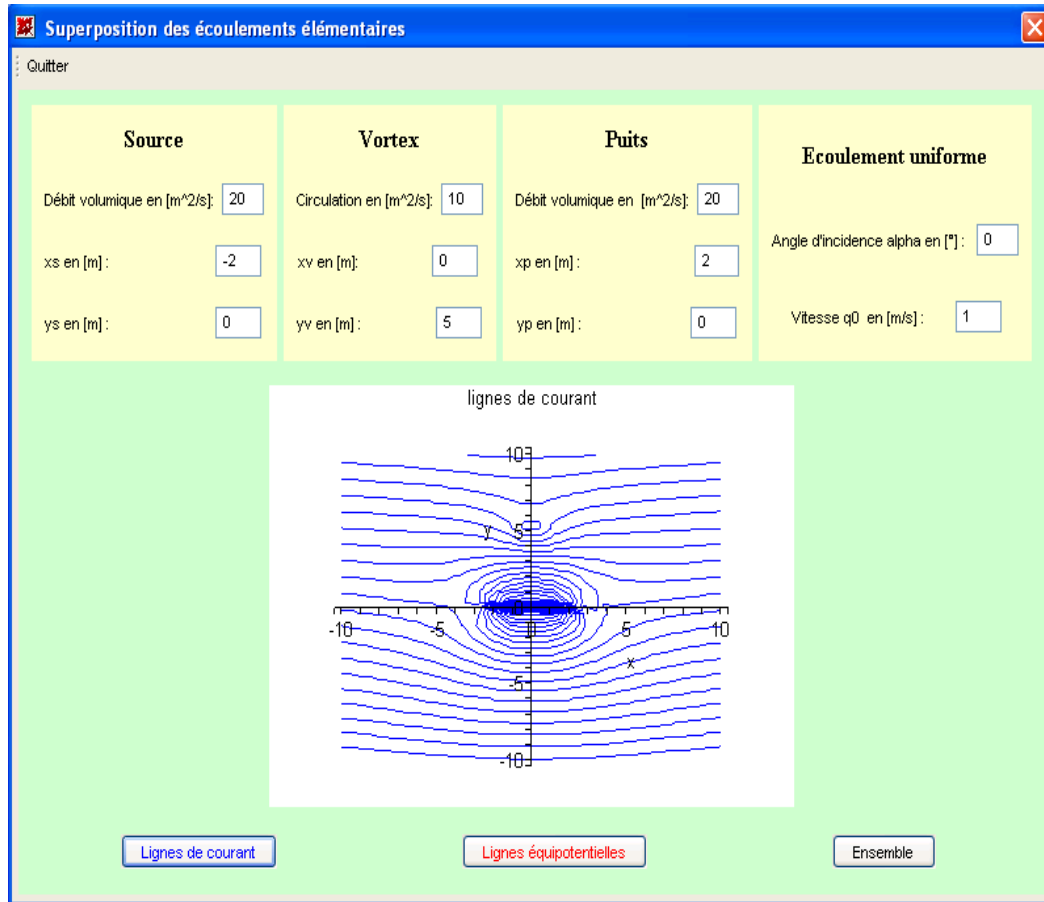 Superposition des écoulements élémentaires
Quitter
Source
Débit volumique en [m^2/s]: 20
xs en [m] : -2
ys en [m] : 0
Vortex
Circulation en [m^2/s]: 10
xv en [m]: 0
yv en [m] : 5
Puits
Débit volumique en [m^2/s]: 20
xp en [m] : 2
yp en [m] : 0
Ecoulement uniforme
Angle d'incidence alpha en [°] : 0
Vitesse q0 en [m/s] : 1
lignes de courant
10
y 5
0
-10 -5 0 5 10
x
-5
-10
Lignes de courant
Lignes équipotentielles
Ensemble